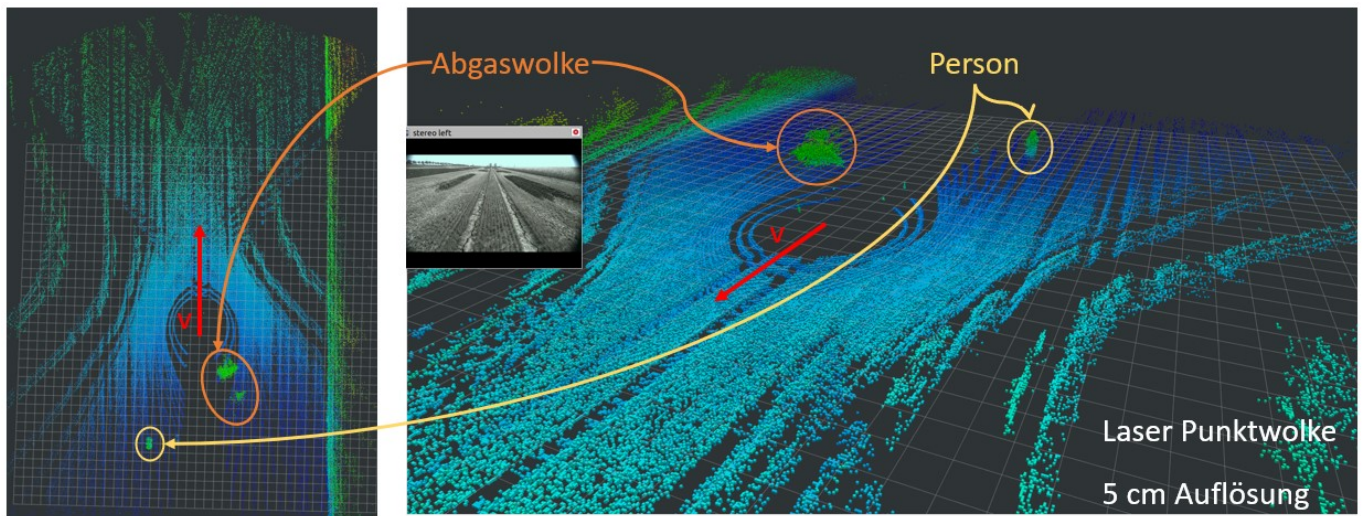 Abgaswolke
Person
stereo left
V
V
Laser Punktwolke
5 cm Auflösung